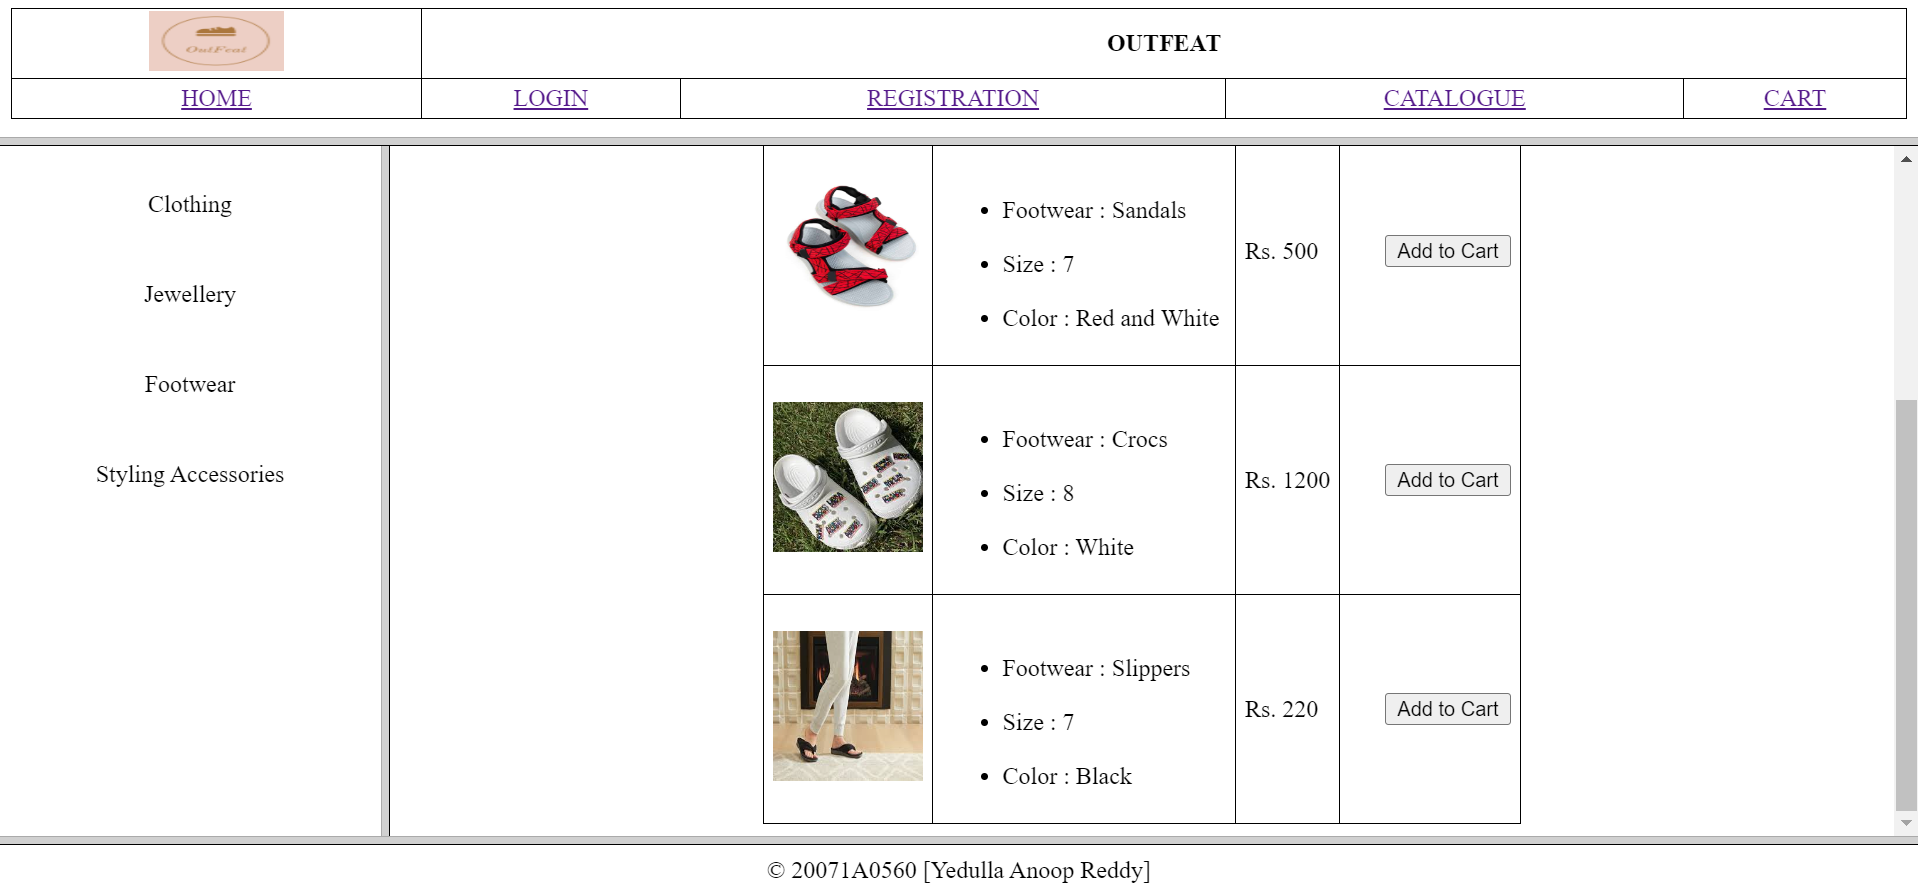 OutFeat
OUTFEAT
HOME LOGIN REGISTRATION CATALOGUE CART
Clothing
Jewellery
Footwear
Styling Accessories
• Footwear : Sandals
• Size : 7
• Color : Red and White
Rs. 500
Add to Cart
• Footwear : Crocs
• Size : 8
• Color : White
Rs. 1200
Add to Cart
• Footwear : Slippers
• Size : 7
• Color : Black
Rs. 220
Add to Cart
© 20071A0560 [Yedulla Anoop Reddy]